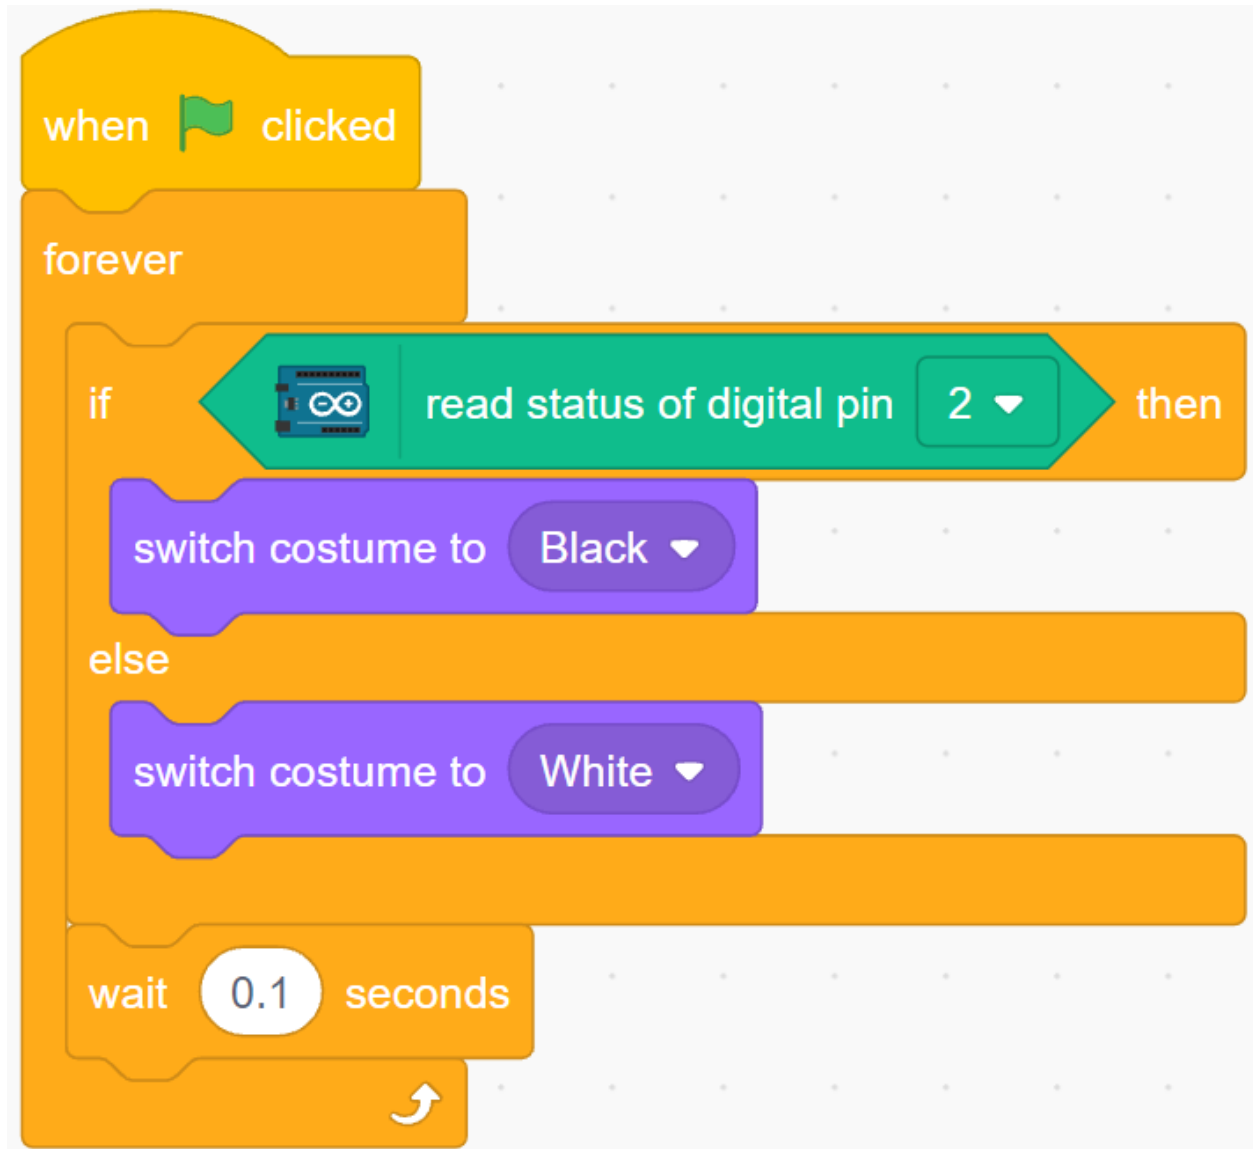 when clicked
forever
if read status of digital pin 2 then
switch costume to Black
else
switch costume to White
wait 0.1 seconds